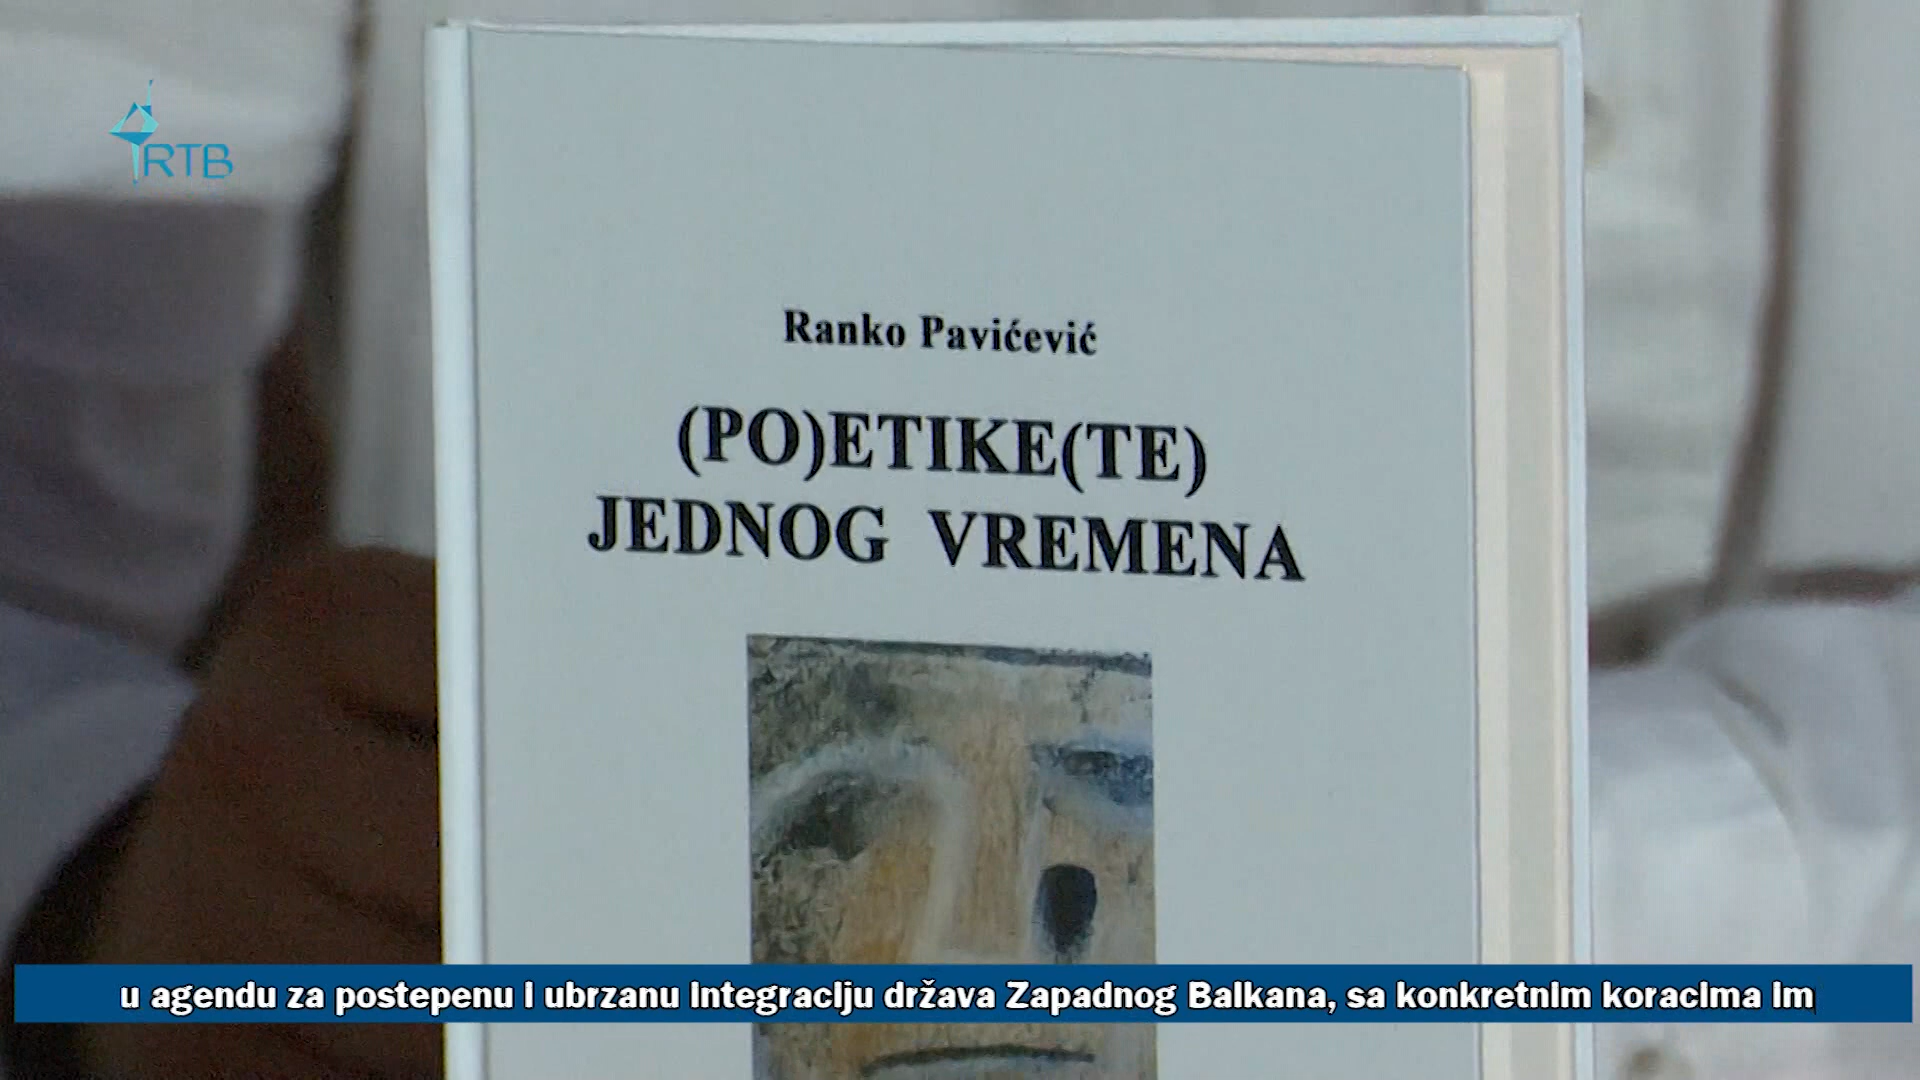 RTB
Ranko Pavićević
(PO)ETIKE(TE)
JEDNOG VREMENA
u agendu za postepenu i ubrzanu integraciju država Zapadnog Balkana, sa konkretnim koracima im